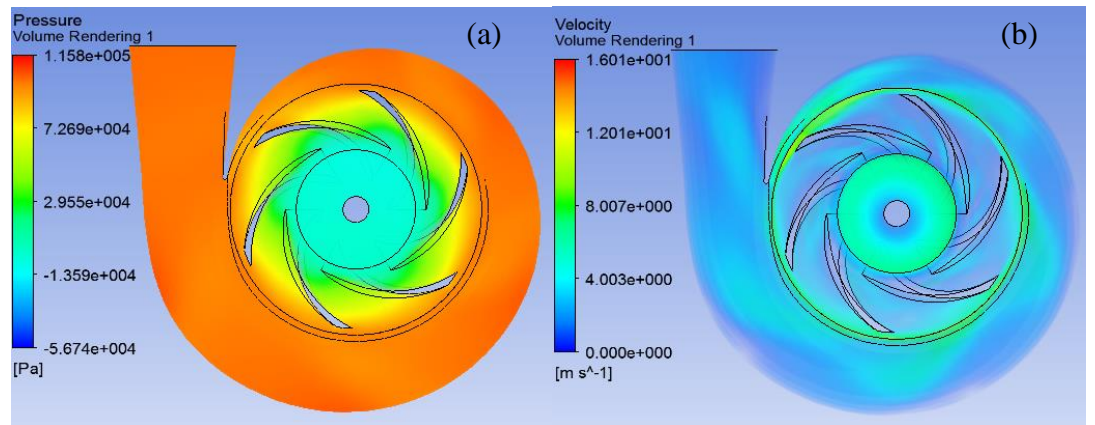 Pressure
Volume Rendering 1
(a)
1.158e+005
7.269e+004
2.955e+004
-1.359e+004
-5.674e+004
[Pa]
Velocity
Volume Rendering 1
(b)
1.601e+001
1.201e+001
8.007e+000
4.003e+000
0.000e+000
[m s^-1]